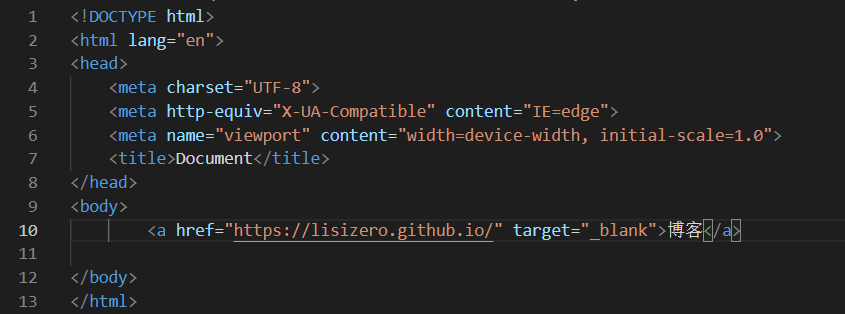 1 <!DOCTYPE html>
2 <html lang="en">
3 <head>
4     <meta charset="UTF-8">
5     <meta http-equiv="X-UA-Compatible" content="IE=edge">
6     <meta name="viewport" content="width=device-width, initial-scale=1.0">
7     <title>Document</title>
8 </head>
9 <body>
10         <a href="https://lisizero.github.io/" target="_blank">博客</a>
11
12 </body>
13 </html>